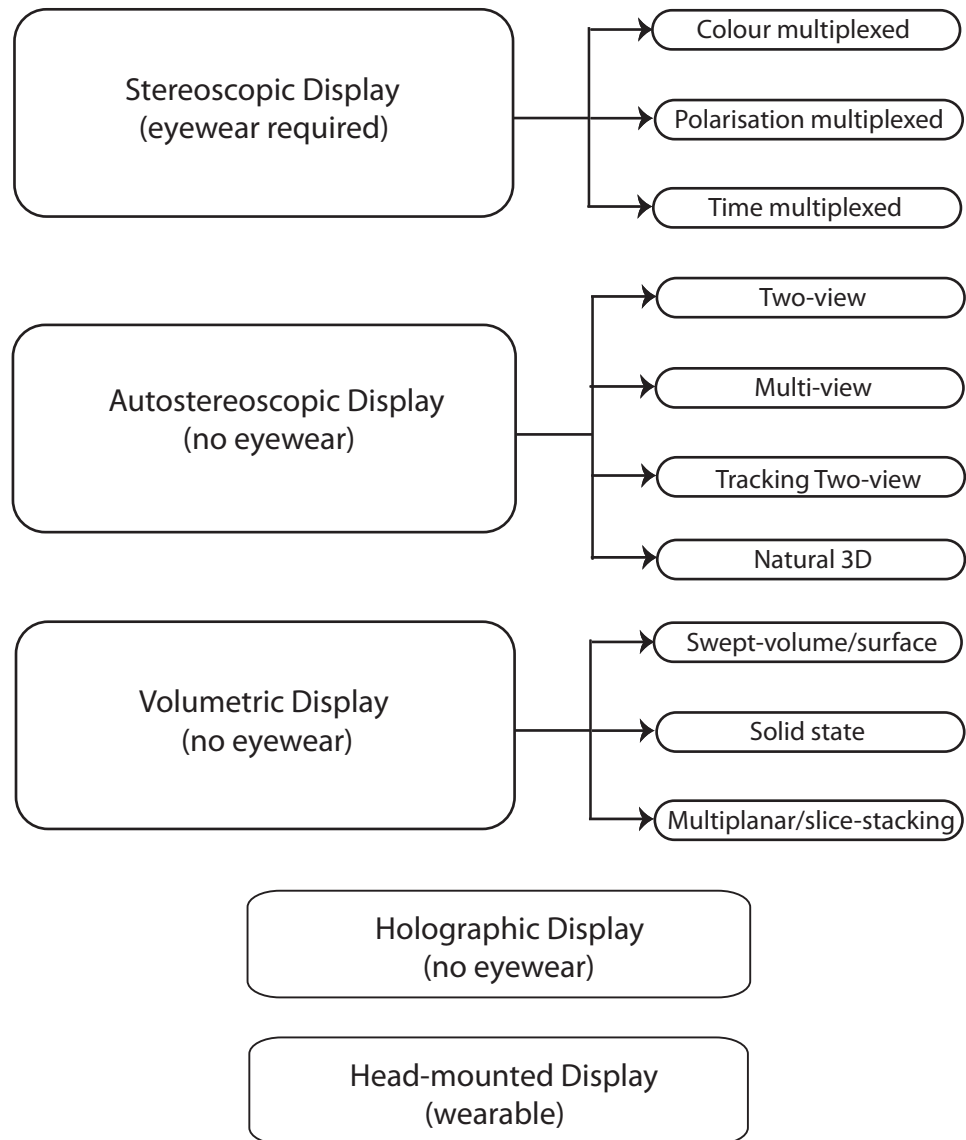 Stereoscopic Display
(eyewear required)
Colour multiplexed
Polarisation multiplexed
Time multiplexed
Autostereoscopic Display
(no eyewear)
Two-view
Multi-view
Tracking Two-view
Natural 3D
Volumetric Display
(no eyewear)
Swept-volume/surface
Solid state
Multiplanar/slice-stacking
Holographic Display
(no eyewear)
Head-mounted Display
(wearable)